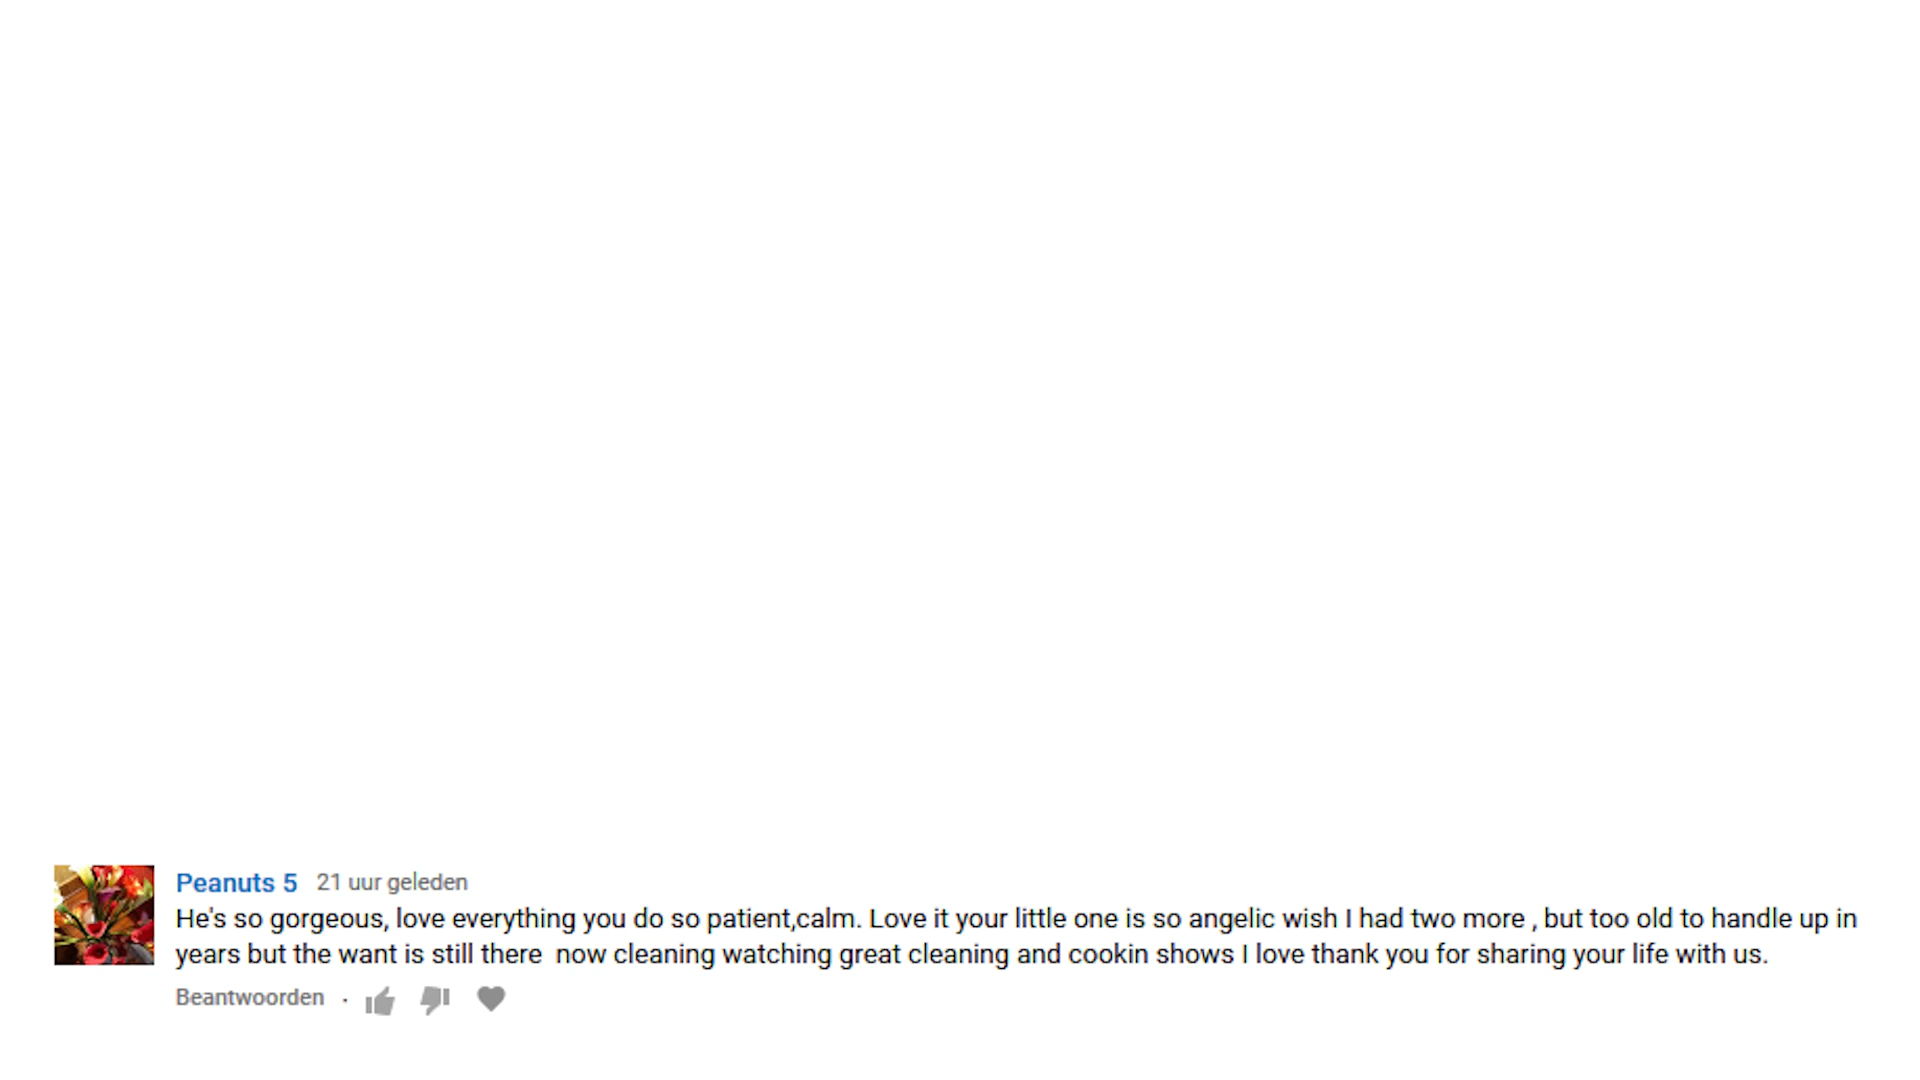 Peanuts 5 21 uur geleden
He's so gorgeous, love everything you do so patient,calm. Love it your little one is so angelic wish I had two more , but too old to handle up in
years but the want is still there  now cleaning watching great cleaning and cookin shows I love thank you for sharing your life with us.
Beantwoorden ·